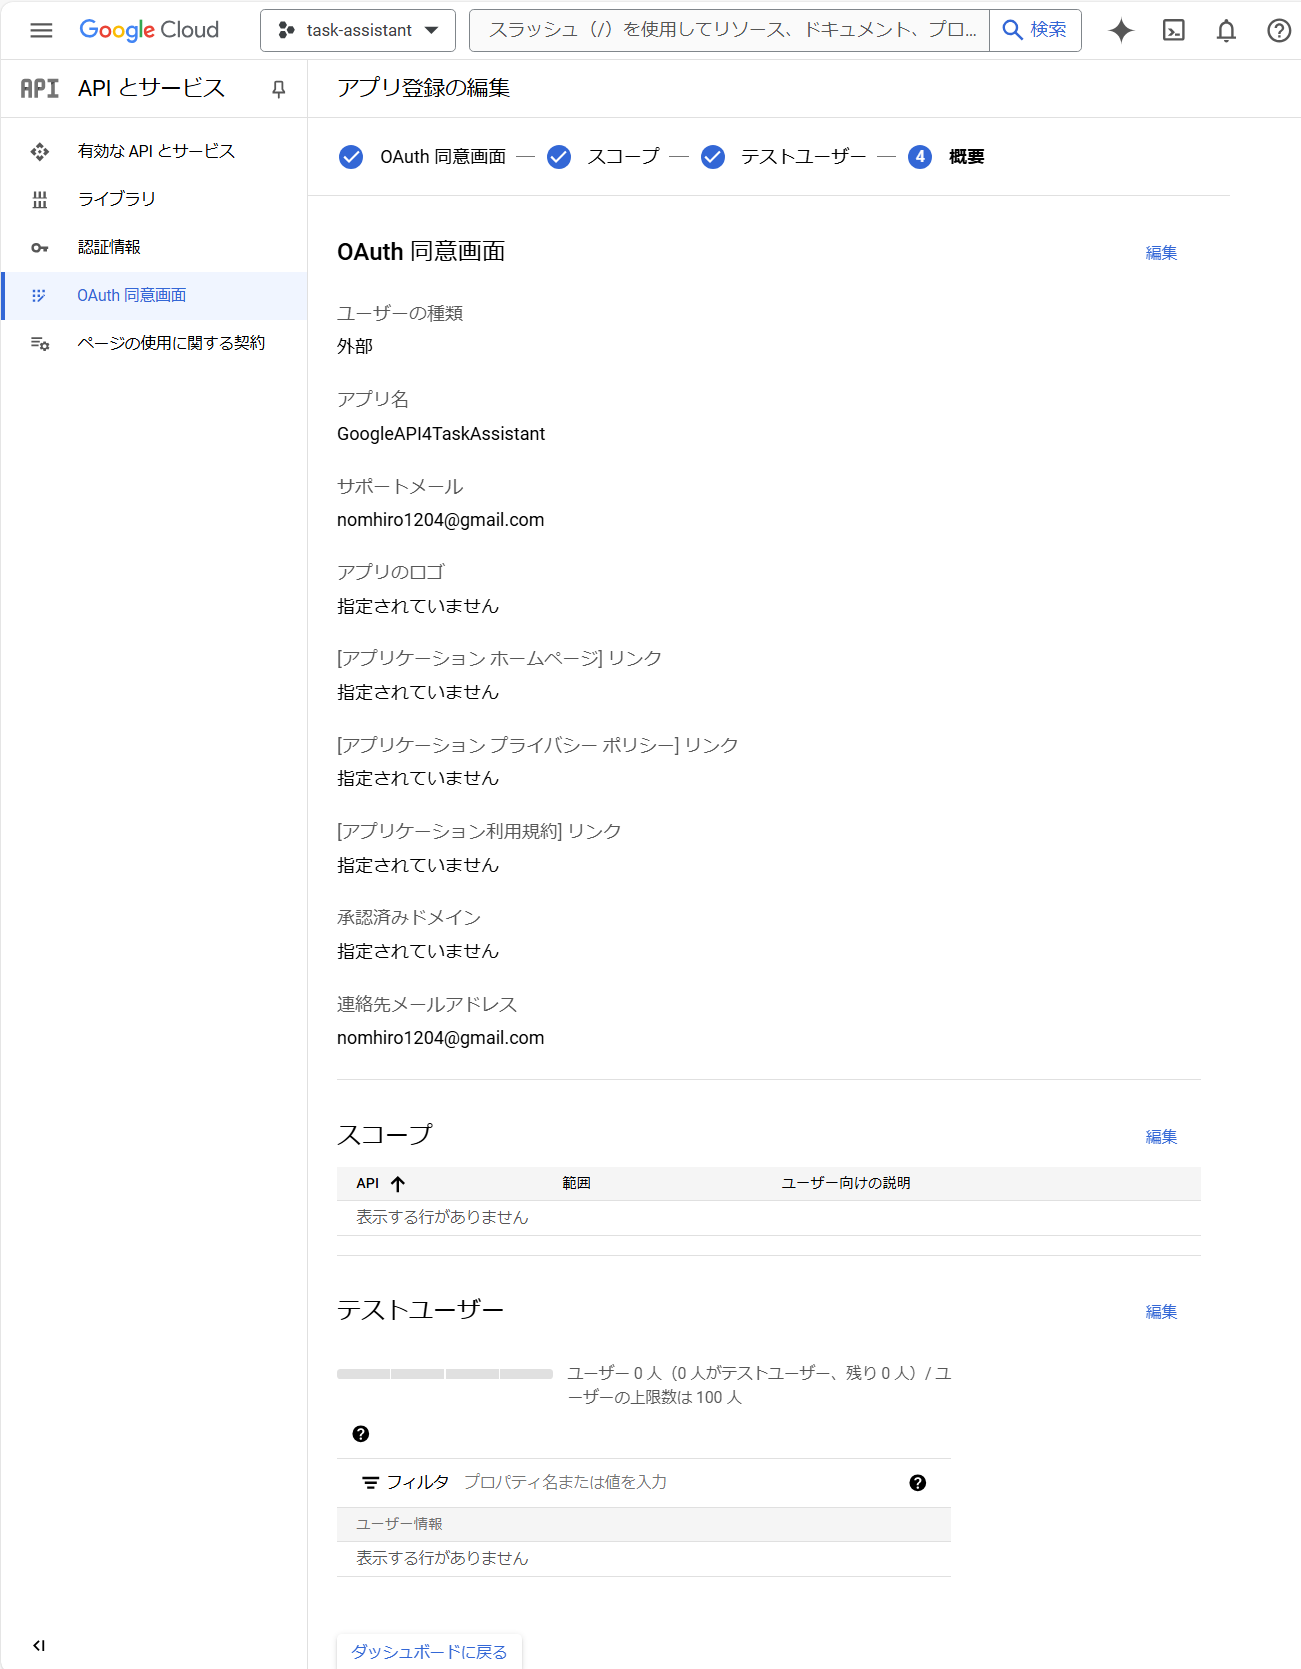 Google Cloud
task-assistant
スラッシュ（/）を使用してリソース、ドキュメント、プロ...
検索
API API とサービス
アプリ登録の編集
有効な API とサービス
ライブラリ
認証情報
OAuth 同意画面
ページの使用に関する契約
OAuth 同意画面 — スコープ — テストユーザー — 4 概要
OAuth 同意画面
編集
ユーザーの種類
外部
アプリ名
GoogleAPI4TaskAssistant
サポートメール
nomhiro1204@gmail.com
アプリのロゴ
指定されていません
[アプリケーション ホームページ] リンク
指定されていません
[アプリケーション プライバシー ポリシー] リンク
指定されていません
[アプリケーション利用規約] リンク
指定されていません
承認済みドメイン
指定されていません
連絡先メールアドレス
nomhiro1204@gmail.com
スコープ
編集
API 範囲 ユーザー向けの説明
表示する行がありません
テストユーザー
編集
ユーザー 0 人（0 人がテストユーザー、残り 0 人）/ ユ
ーザーの上限数は 100 人
フィルタ プロパティ名または値を入力
ユーザー情報
表示する行がありません
ダッシュボードに戻る